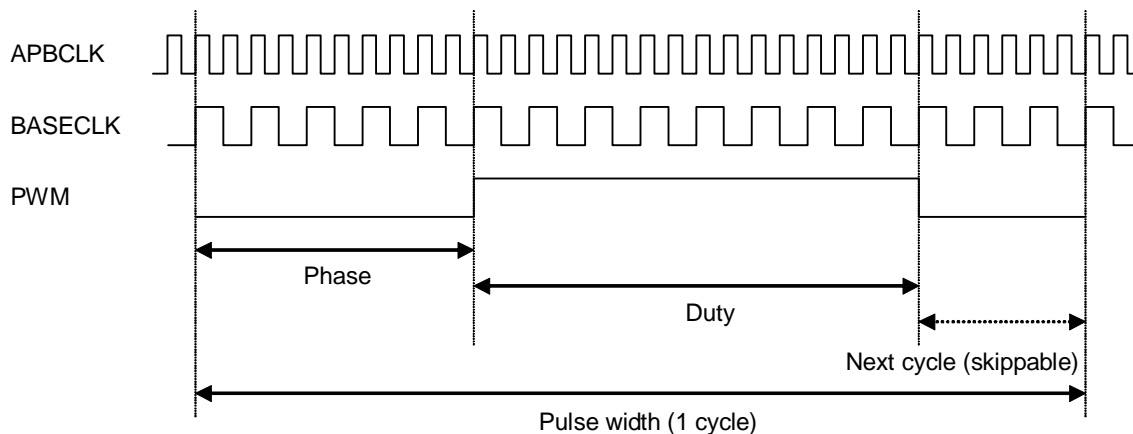 APBCLK
BASECLK
PWM
Phase
Duty
Next cycle (skippable)
Pulse width (1 cycle)